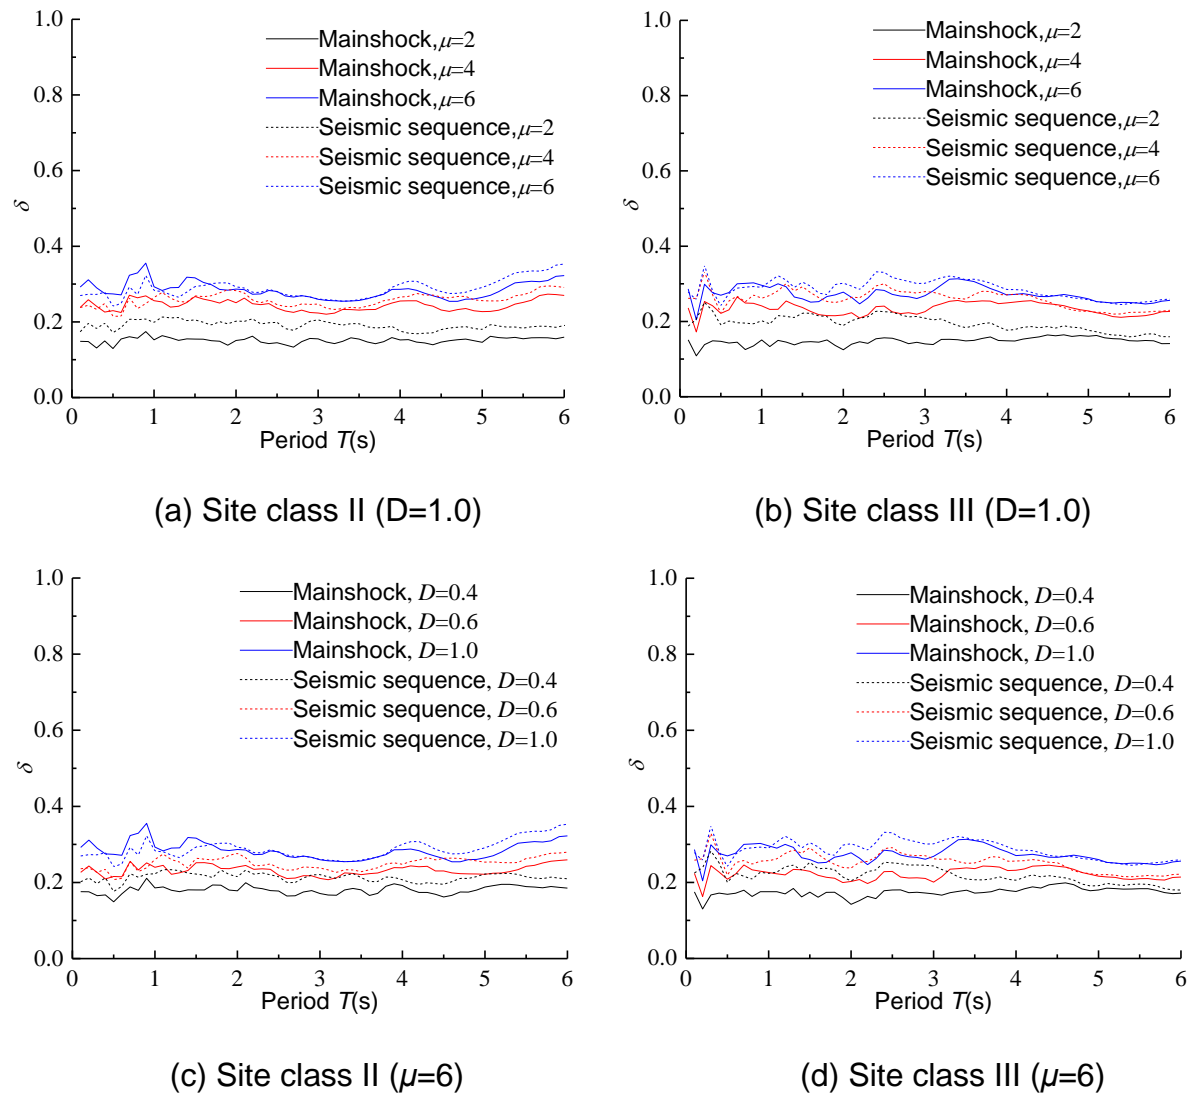 1.0
0.8
0.6
0.4
0.2
0.0
δ
Mainshock,μ=2
Mainshock,μ=4
Mainshock,μ=6
Seismic sequence,μ=2
Seismic sequence,μ=4
Seismic sequence,μ=6
0 1 2 3 4 5 6
Period T(s)
(a) Site class II (D=1.0)
1.0
0.8
0.6
0.4
0.2
0.0
δ
Mainshock,μ=2
Mainshock,μ=4
Mainshock,μ=6
Seismic sequence,μ=2
Seismic sequence,μ=4
Seismic sequence,μ=6
0 1 2 3 4 5 6
Period T(s)
(b) Site class III (D=1.0)
1.0
0.8
0.6
0.4
0.2
0.0
δ
Mainshock, D=0.4
Mainshock, D=0.6
Mainshock, D=1.0
Seismic sequence, D=0.4
Seismic sequence, D=0.6
Seismic sequence, D=1.0
0 1 2 3 4 5 6
Period T(s)
(c) Site class II (μ=6)
1.0
0.8
0.6
0.4
0.2
0.0
δ
Mainshock, D=0.4
Mainshock, D=0.6
Mainshock, D=1.0
Seismic sequence, D=0.4
Seismic sequence, D=0.6
Seismic sequence, D=1.0
0 1 2 3 4 5 6
Period T(s)
(d) Site class III (μ=6)